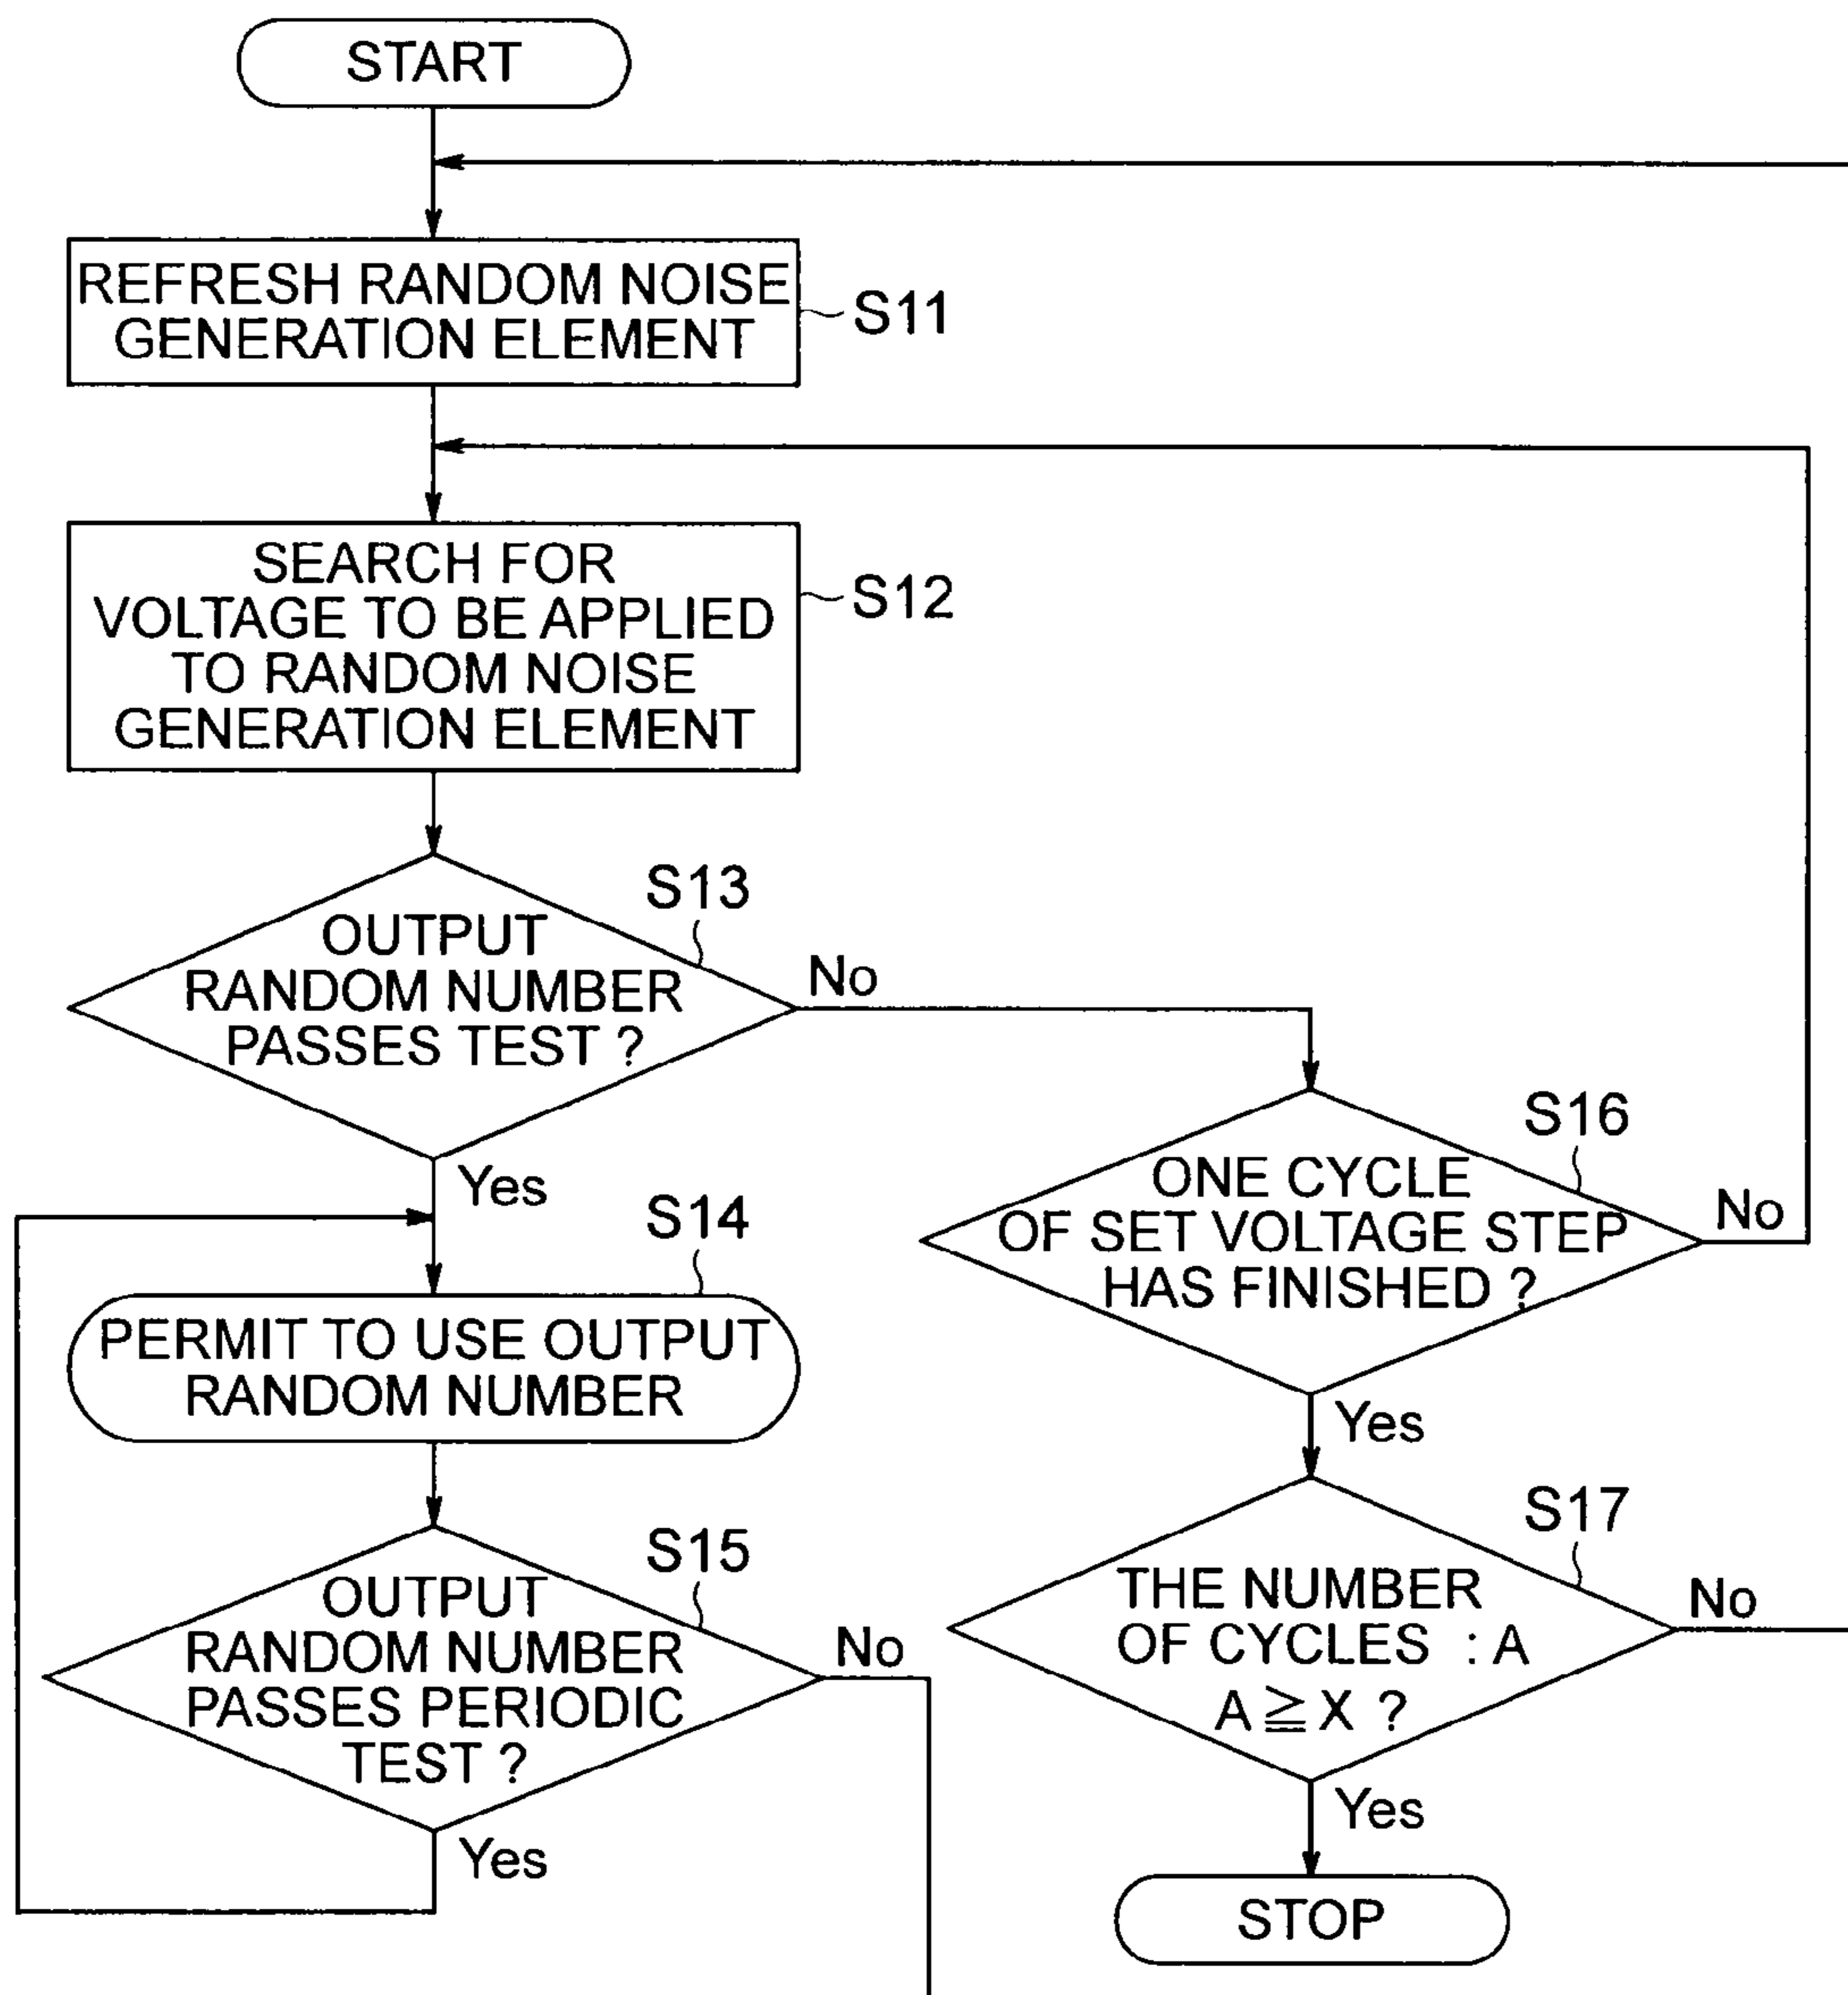 START
REFRESH RANDOM NOISE
GENERATION ELEMENT
S11
SEARCH FOR
VOLTAGE TO BE APPLIED
TO RANDOM NOISE
GENERATION ELEMENT
S12
S13
OUTPUT
RANDOM NUMBER
PASSES TEST ?
No
Yes
S14
PERMIT TO USE OUTPUT
RANDOM NUMBER
S15
OUTPUT
RANDOM NUMBER
PASSES PERIODIC
TEST ?
No
Yes
S16
ONE CYCLE
OF SET VOLTAGE STEP
HAS FINISHED ?
No
Yes
S17
THE NUMBER
OF CYCLES : A
A ≧ X ?
No
Yes
STOP